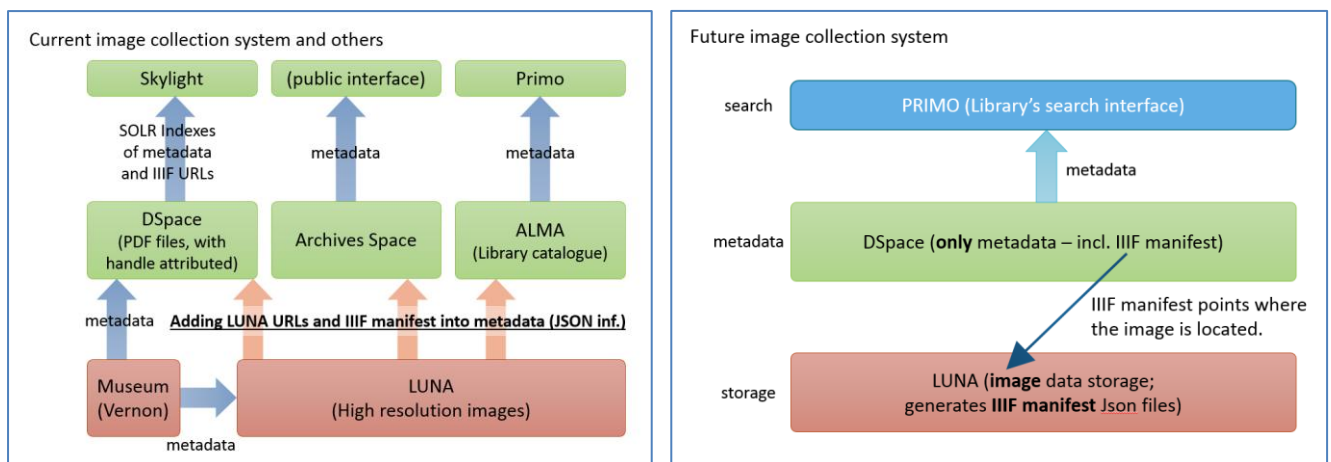 Current image collection system and others
Skylight
(public interface)
Primo
SOLR Indexes
of metadata
and IIIF URLs
metadata
metadata
DSpace
(PDF files, with
handle attributed)
Archives Space
ALMA
(Library catalogue)
metadata
Adding LUNA URLs and IIIF manifest into metadata (JSON inf.)
Museum
(Vernon)
LUNA
(High resolution images)
metadata
Future image collection system
search
PRIMO (Library's search interface)
metadata
metadata
DSpace (only metadata – incl. IIIF manifest)
IIIF manifest points where
the image is located.
storage
LUNA (image data storage;
generates IIIF manifest Json files)